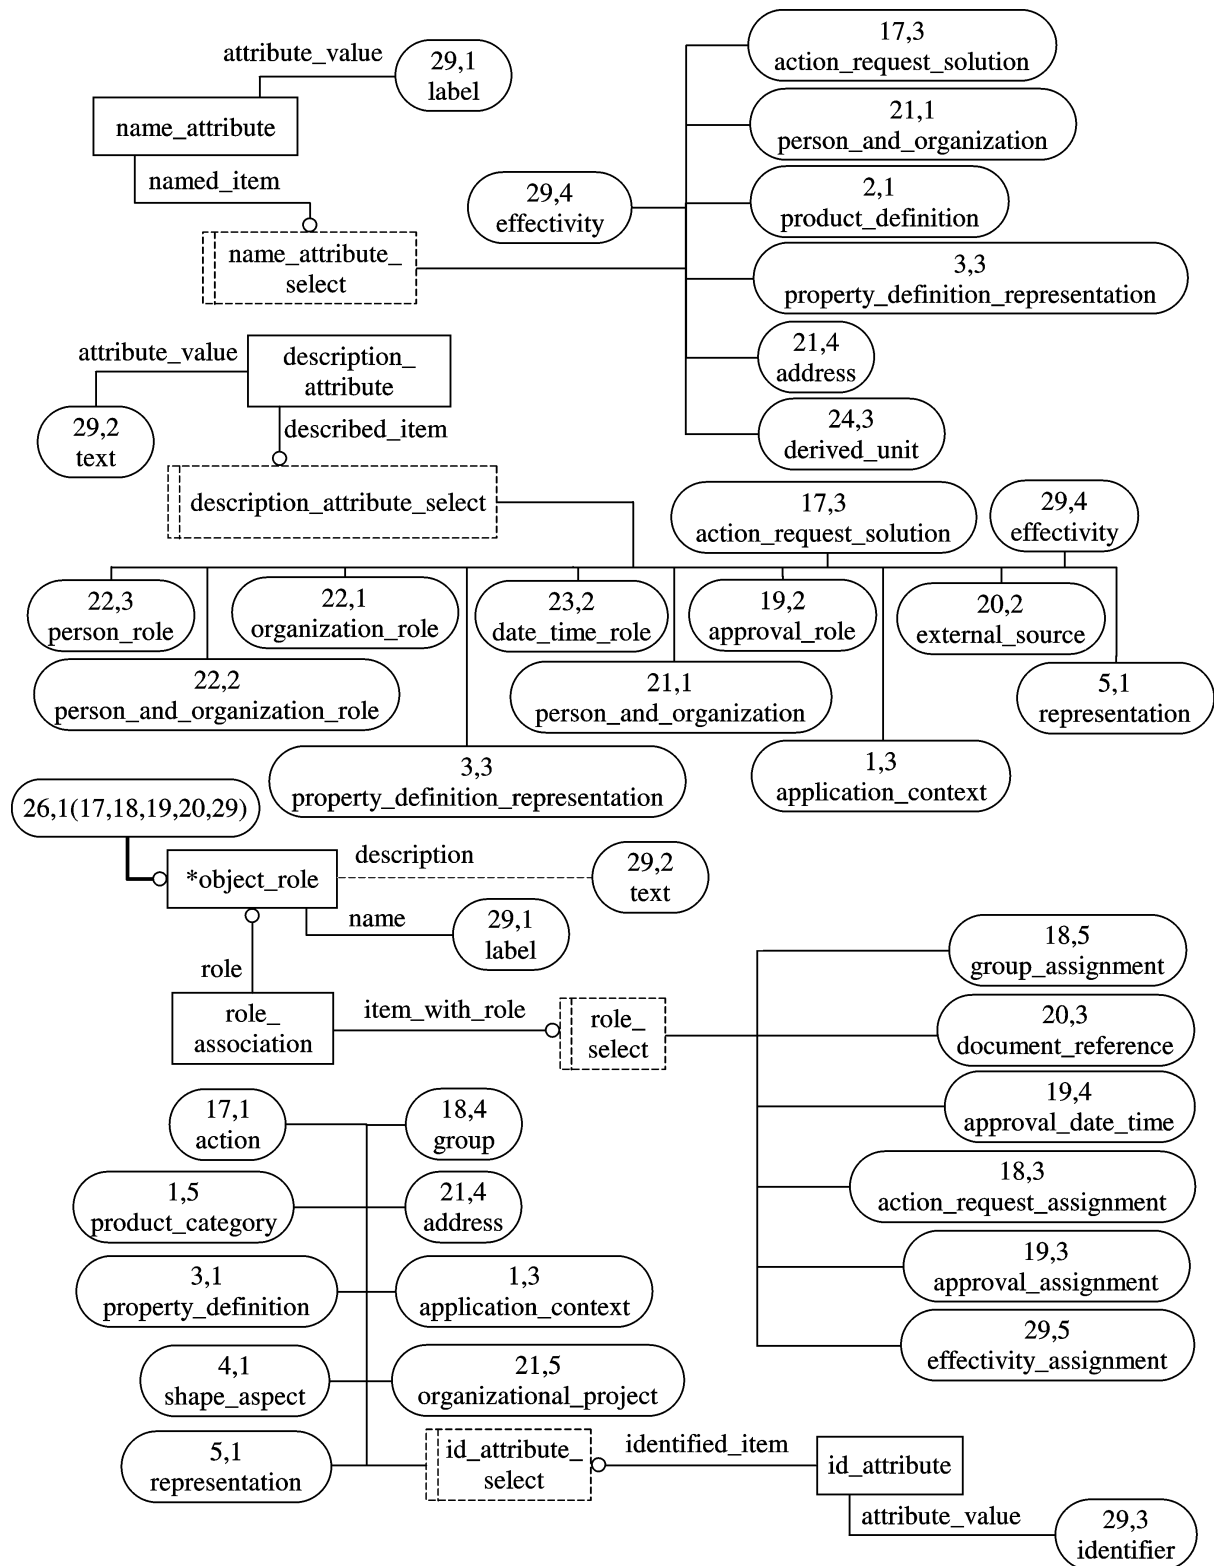 attribute_value
29,1
label
name_attribute
named_item
name_attribute_
select
29,4
effectivity
17,3
action_request_solution
21,1
person_and_organization
2,1
product_definition
3,3
property_definition_representation
21,4
address
24,3
derived_unit
attribute_value
description_
attribute
29,2
text
described_item
description_attribute_select
17,3
action_request_solution
29,4
effectivity
22,3
person_role
22,1
organization_role
23,2
date_time_role
19,2
approval_role
20,2
external_source
22,2
person_and_organization_role
21,1
person_and_organization
5,1
representation
3,3
property_definition_representation
1,3
application_context
26,1(17,18,19,20,29)
*object_role
description
29,2
text
name
29,1
label
role
role_
association
item_with_role
role_
select
18,5
group_assignment
20,3
document_reference
19,4
approval_date_time
18,3
action_request_assignment
19,3
approval_assignment
29,5
effectivity_assignment
17,1
action
18,4
group
1,5
product_category
21,4
address
3,1
property_definition
1,3
application_context
4,1
shape_aspect
21,5
organizational_project
5,1
representation
id_attribute_
select
identified_item
id_attribute
attribute_value
29,3
identifier